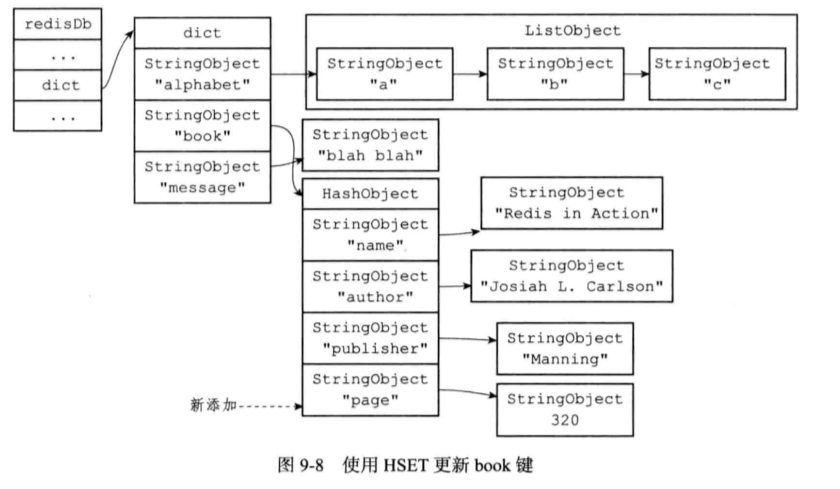 redisDb
...
dict
...
dict
StringObject
"alphabet"
StringObject
"book"
StringObject
"message"
ListObject
StringObject
"a"
StringObject
"b"
StringObject
"c"
StringObject
"blah blah"
HashObject
StringObject
"name"
StringObject
"author"
StringObject
"publisher"
StringObject
"page"
StringObject
"Redis in Action"
StringObject
"Josiah L. Carlson"
StringObject
"Manning"
StringObject
320
新添加
图 9-8 使用 HSET 更新 book 键